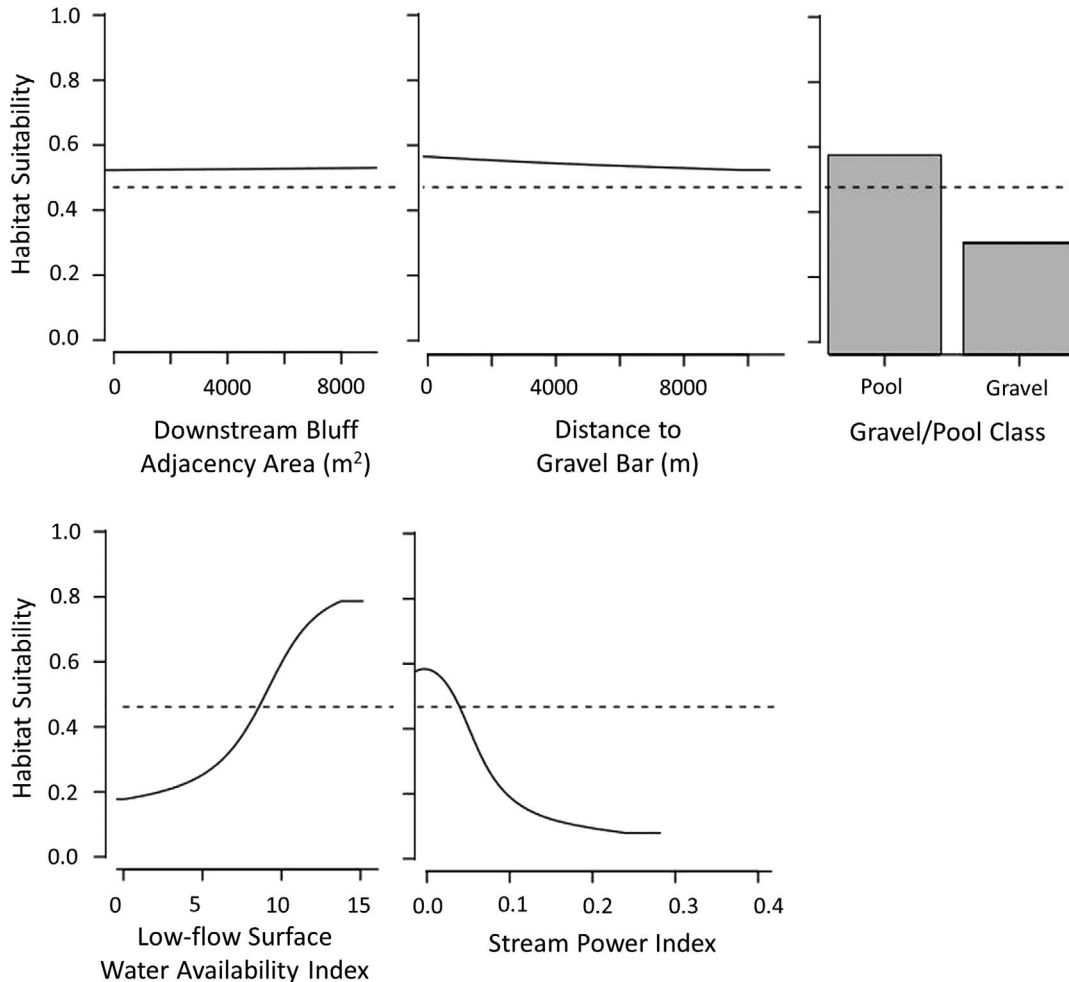 Habitat Suitability
1.0
0.8
0.6
0.4
0.2
0.0
0 4000 8000
Downstream Bluff
Adjacency Area (m²)
0 4000 8000
Distance to
Gravel Bar (m)
Pool Gravel
Gravel/Pool Class
Habitat Suitability
1.0
0.8
0.6
0.4
0.2
0.0
0 5 10 15
Low-flow Surface
Water Availability Index
0.0 0.1 0.2 0.3 0.4
Stream Power Index